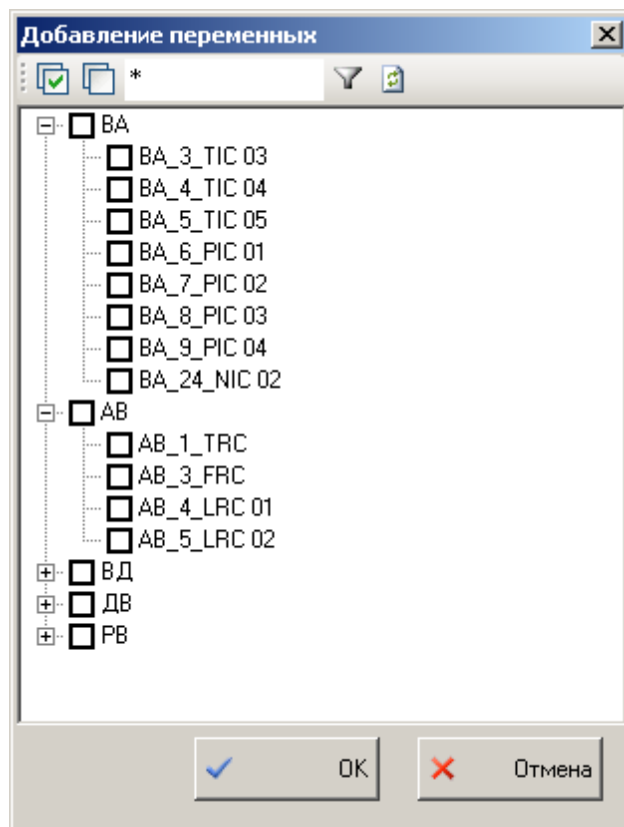 Добавление переменных
*
ВА
ВА_3_TIC 03
ВА_4_TIC 04
ВА_5_TIC 05
ВА_6_PIC 01
ВА_7_PIC 02
ВА_8_PIC 03
ВА_9_PIC 04
ВА_24_NIC 02
АВ
АВ_1_TRC
АВ_3_FRC
АВ_4_LRC 01
АВ_5_LRC 02
ВД
ДВ
РВ
OK
Отмена